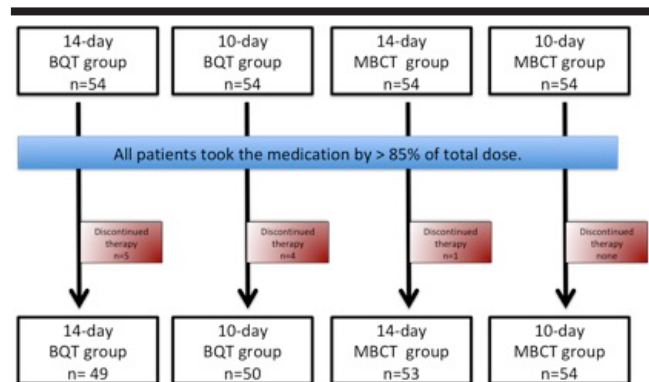 14-day
BQT group
n=54
10-day
BQT group
n=54
14-day
MBCT group
n=54
10-day
MBCT group
n=54
All patients took the medication by > 85% of total dose.
Discontinued
therapy
n=5
Discontinued
therapy
n=4
Discontinued
therapy
n=1
Discontinued
therapy
none
14-day
BQT group
n= 49
10-day
BQT group
n=50
14-day
MBCT group
n=53
10-day
MBCT group
n=54